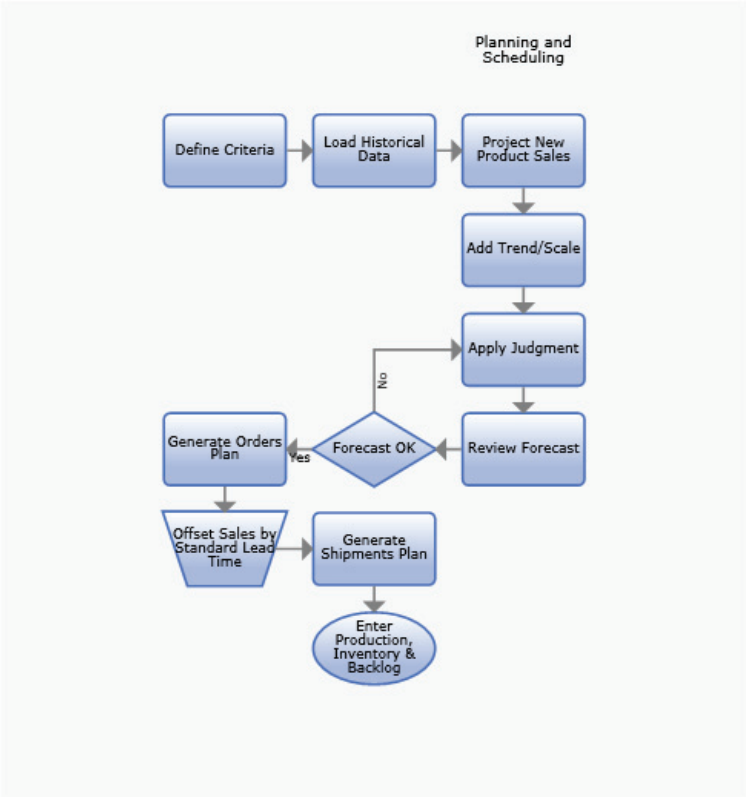 Planning and
Scheduling
Define Criteria
Load Historical
Data
Project New
Product Sales
Add Trend/Scale
Apply Judgment
No
Generate Orders
Plan
Yes
Forecast OK
Review Forecast
Offset Sales by
Standard Lead
Time
Generate
Shipments Plan
Enter
Production,
Inventory &
Backlog